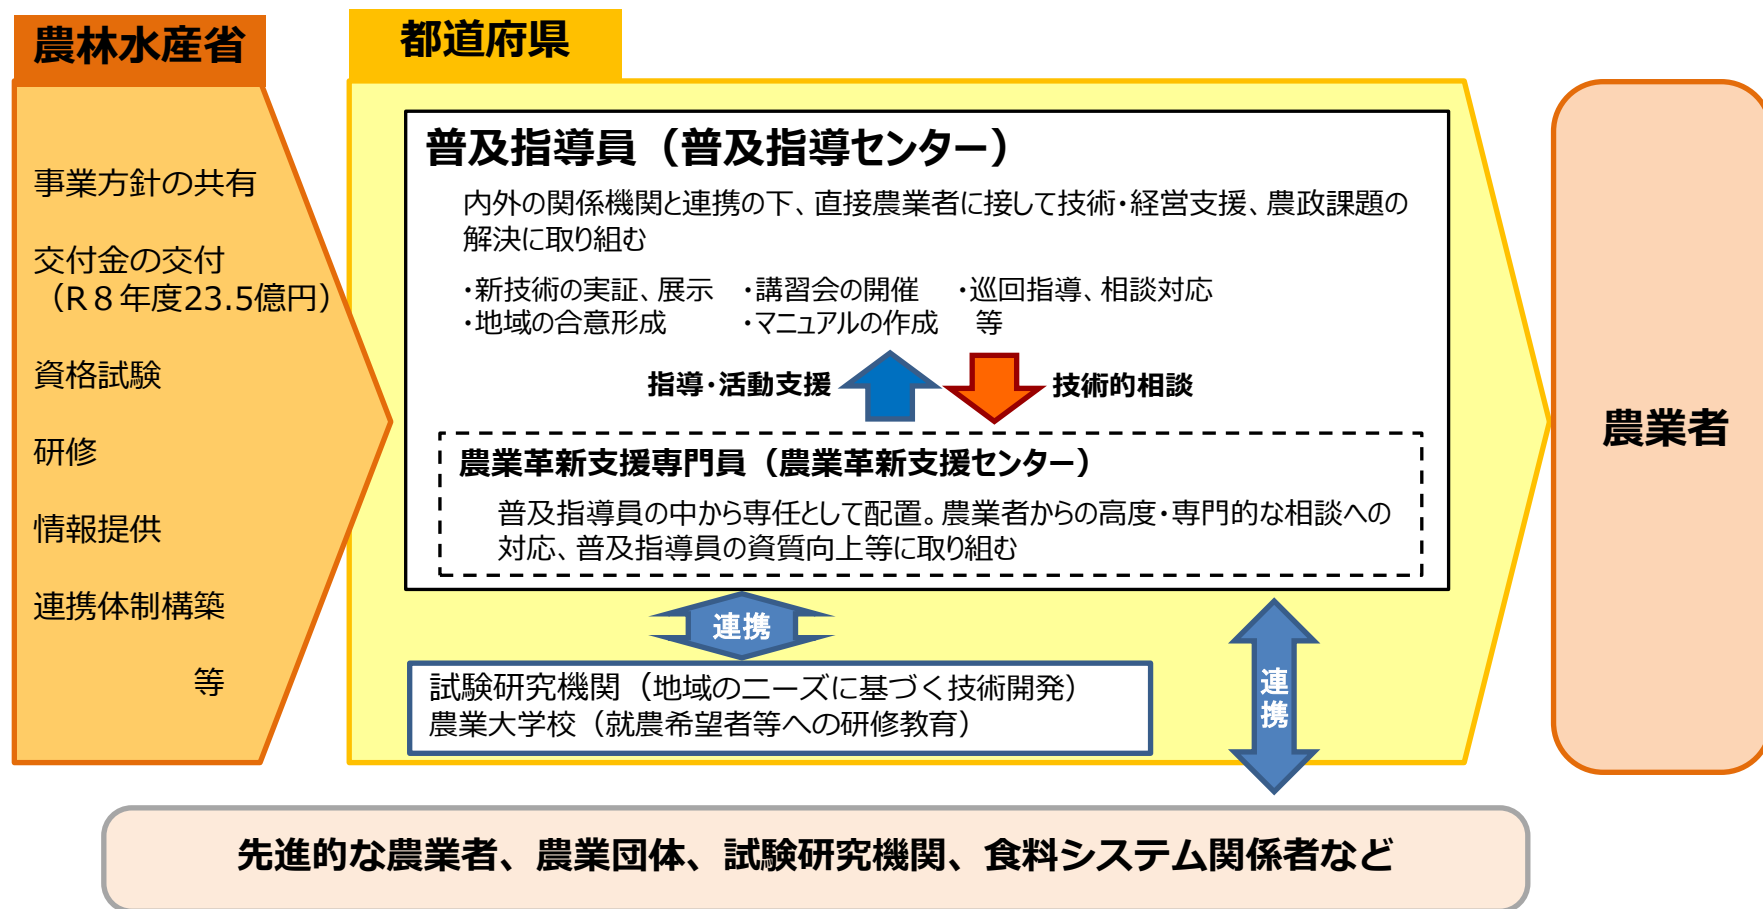 農林水産省
事業方針の共有
交付金の交付
（R８年度23.5億円）
資格試験
研修
情報提供
連携体制構築
等
都道府県
普及指導員（普及指導センター）
内外の関係機関と連携の下、直接農業者に接して技術・経営支援、農政課題の
解決に取り組む
・新技術の実証、展示　・講習会の開催　・巡回指導、相談対応
・地域の合意形成　・マニュアルの作成　等
指導・活動支援
技術的相談
農業革新支援専門員（農業革新支援センター）
普及指導員の中から専任として配置。農業者からの高度・専門的な相談への
対応、普及指導員の資質向上等に取り組む
連携
試験研究機関（地域のニーズに基づく技術開発）
農業大学校（就農希望者等への研修教育）
連携
農業者
先進的な農業者、農業団体、試験研究機関、食料システム関係者など